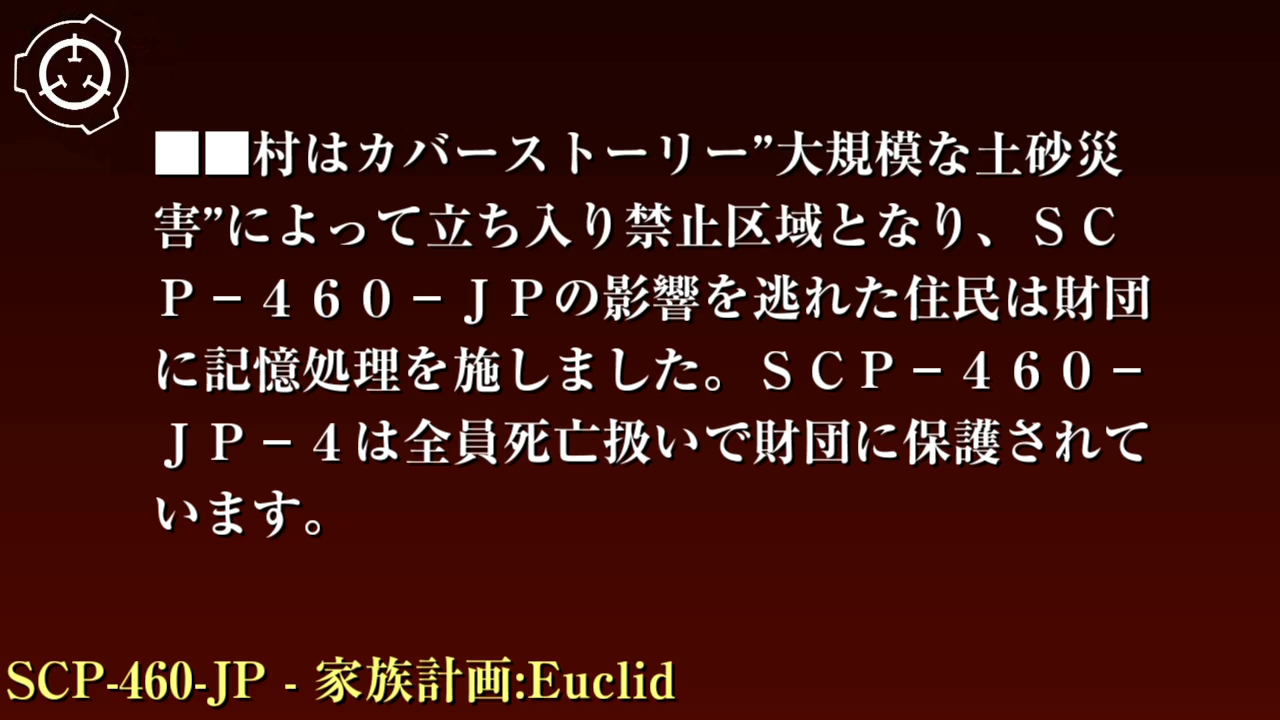 ██村はカバーストーリー”大規模な土砂災
害”によって立ち入り禁止区域となり、ＳＣ
Ｐ－４６０－ＪＰの影響を逃れた住民は財団
に記憶処理を施しました。ＳＣＰ－４６０－
ＪＰ－４は全員死亡扱いで財団に保護されて
います。
SCP-460-JP - 家族計画:Euclid